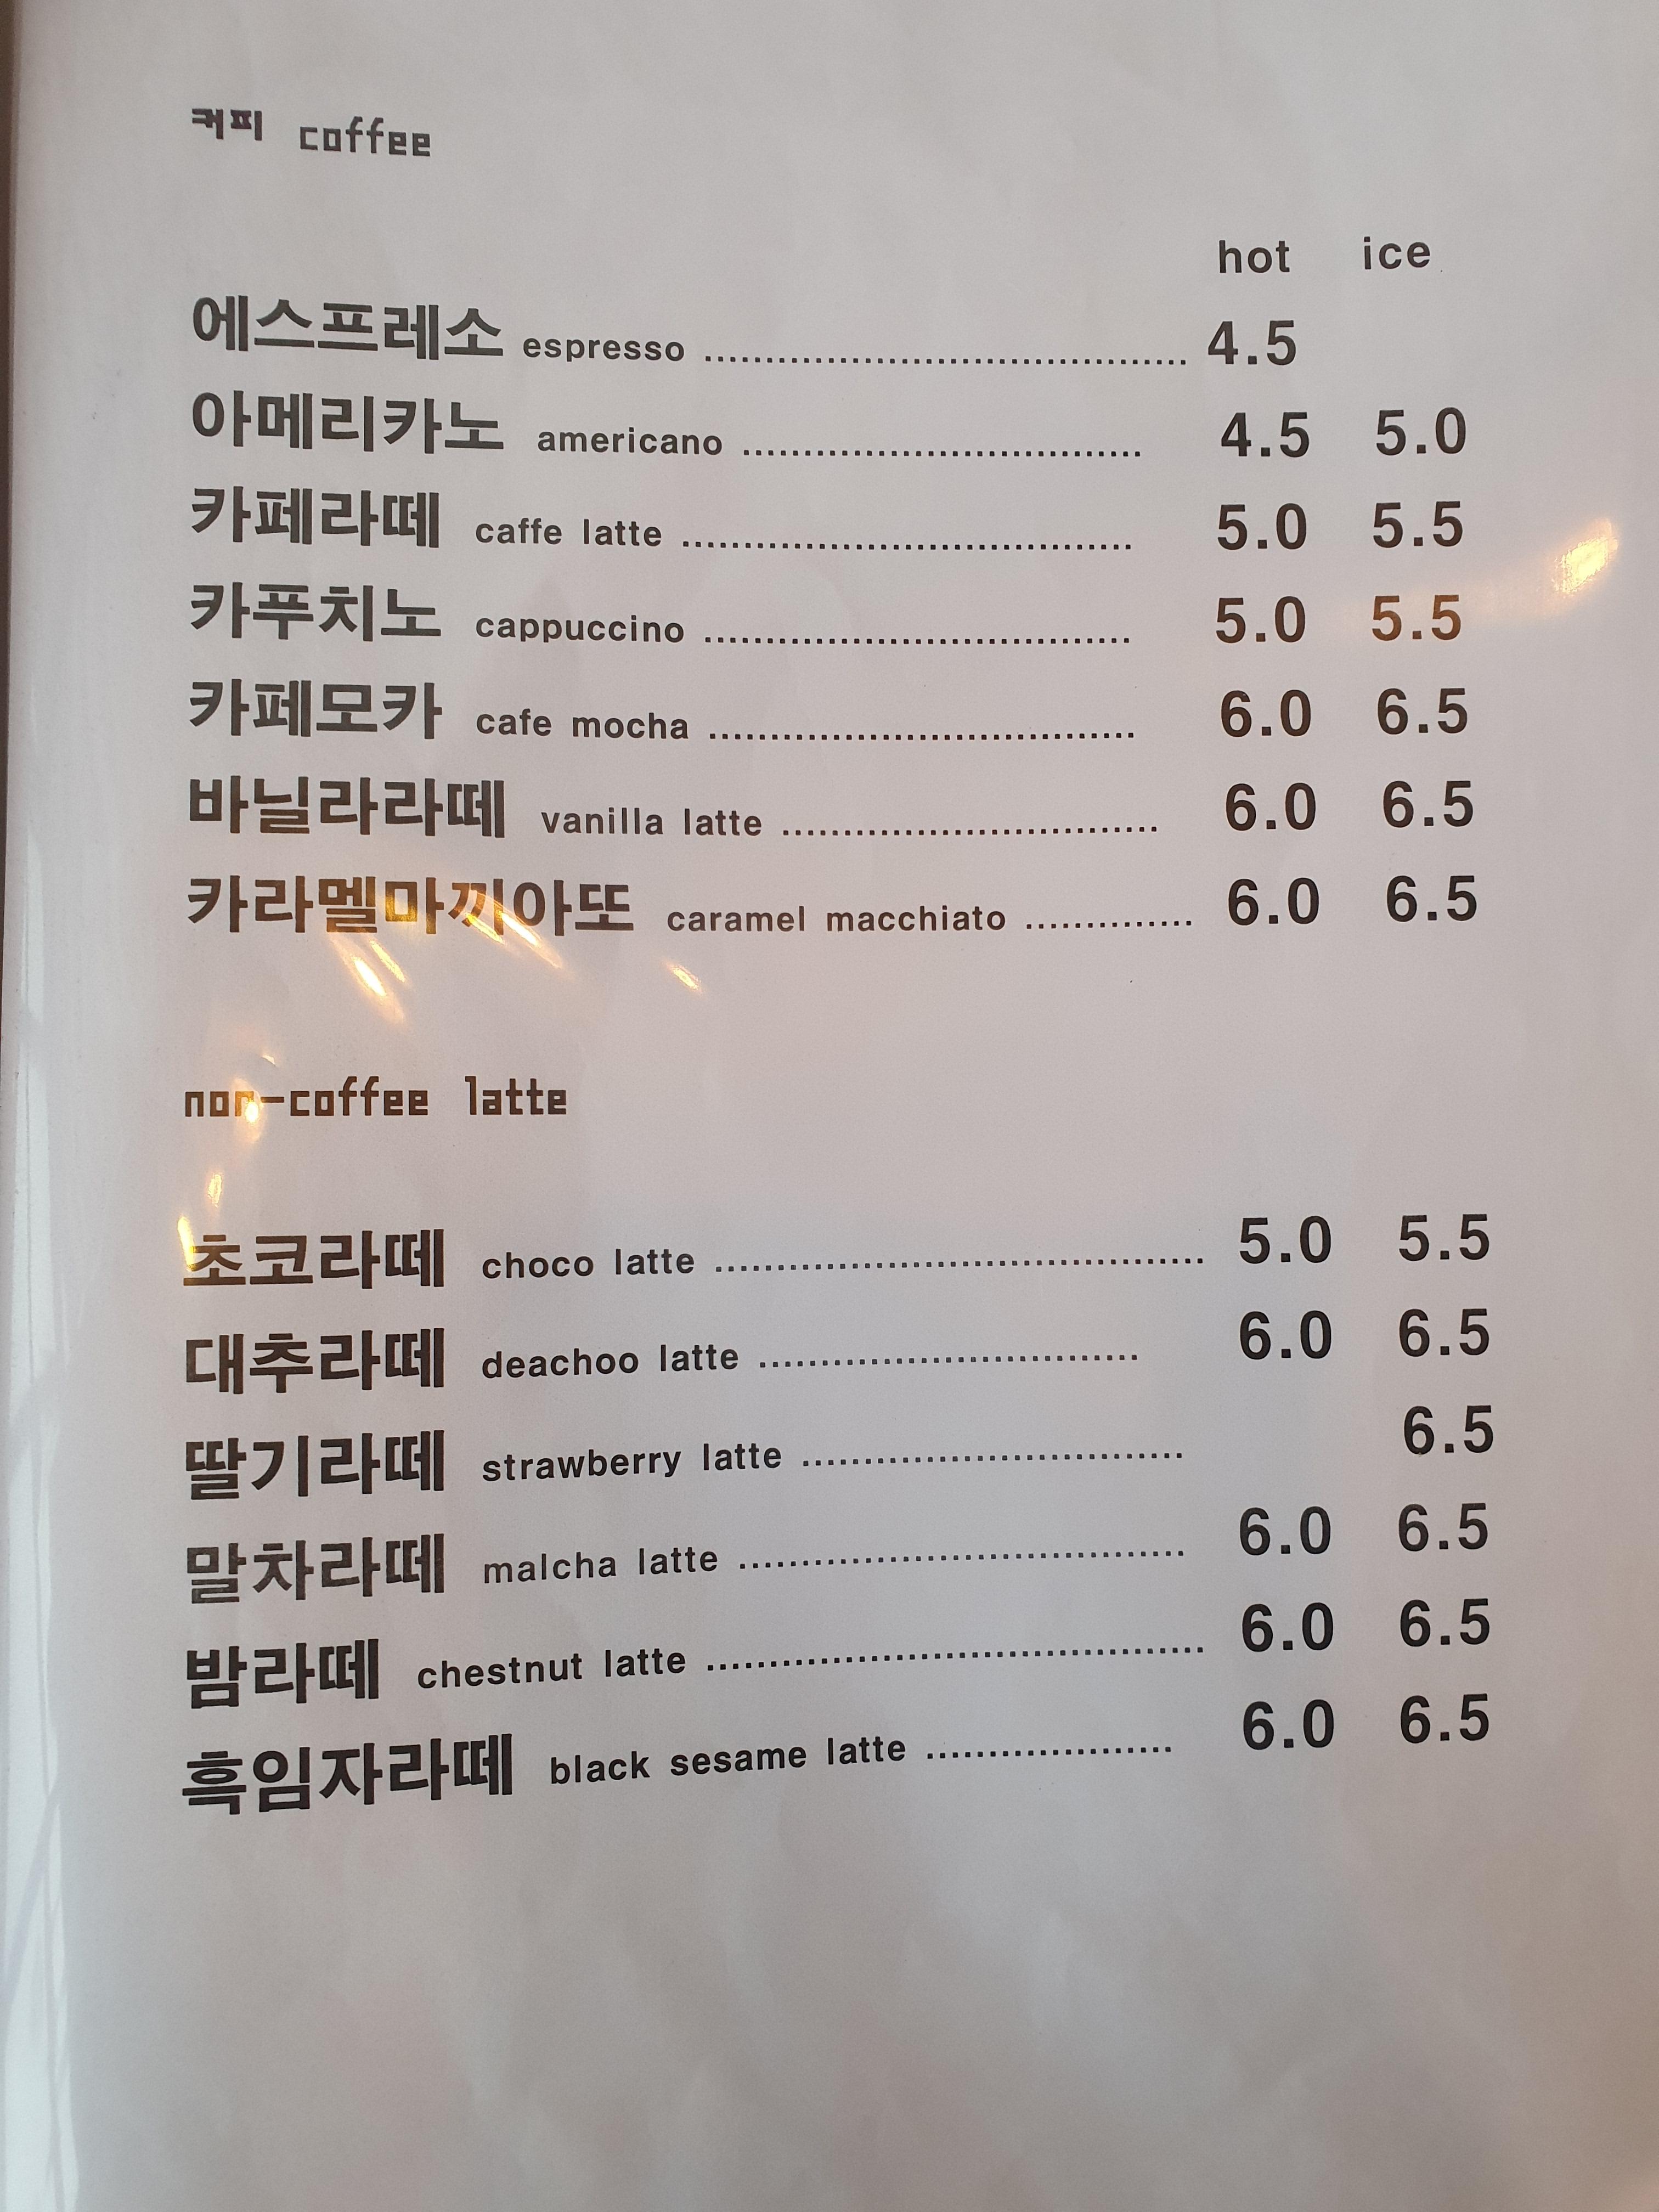 커피 coffee
hot ice
에스프레소 espresso ........................................ 4.5
아메리카노 americano ................................. 4.5 5.0
카페라떼 caffe latte ..................................... 5.0 5.5
카푸치노 cappuccino ................................... 5.0 5.5
카페모카 cafe mocha ................................... 6.0 6.5
바닐라라떼 vanilla latte ............................... 6.0 6.5
카라멜마끼아또 caramel macchiato .............. 6.0 6.5
non-coffee latte
초코라떼 choco latte ........................................ 5.0 5.5
대추라떼 deachoo latte ............................... 6.0 6.5
딸기라떼 strawberry latte ............................... 6.5
말차라떼 malcha latte ..................................... 6.0 6.5
밤라떼 chestnut latte ......................................... 6.0 6.5
흑임자라떼 black sesame latte .................... 6.0 6.5